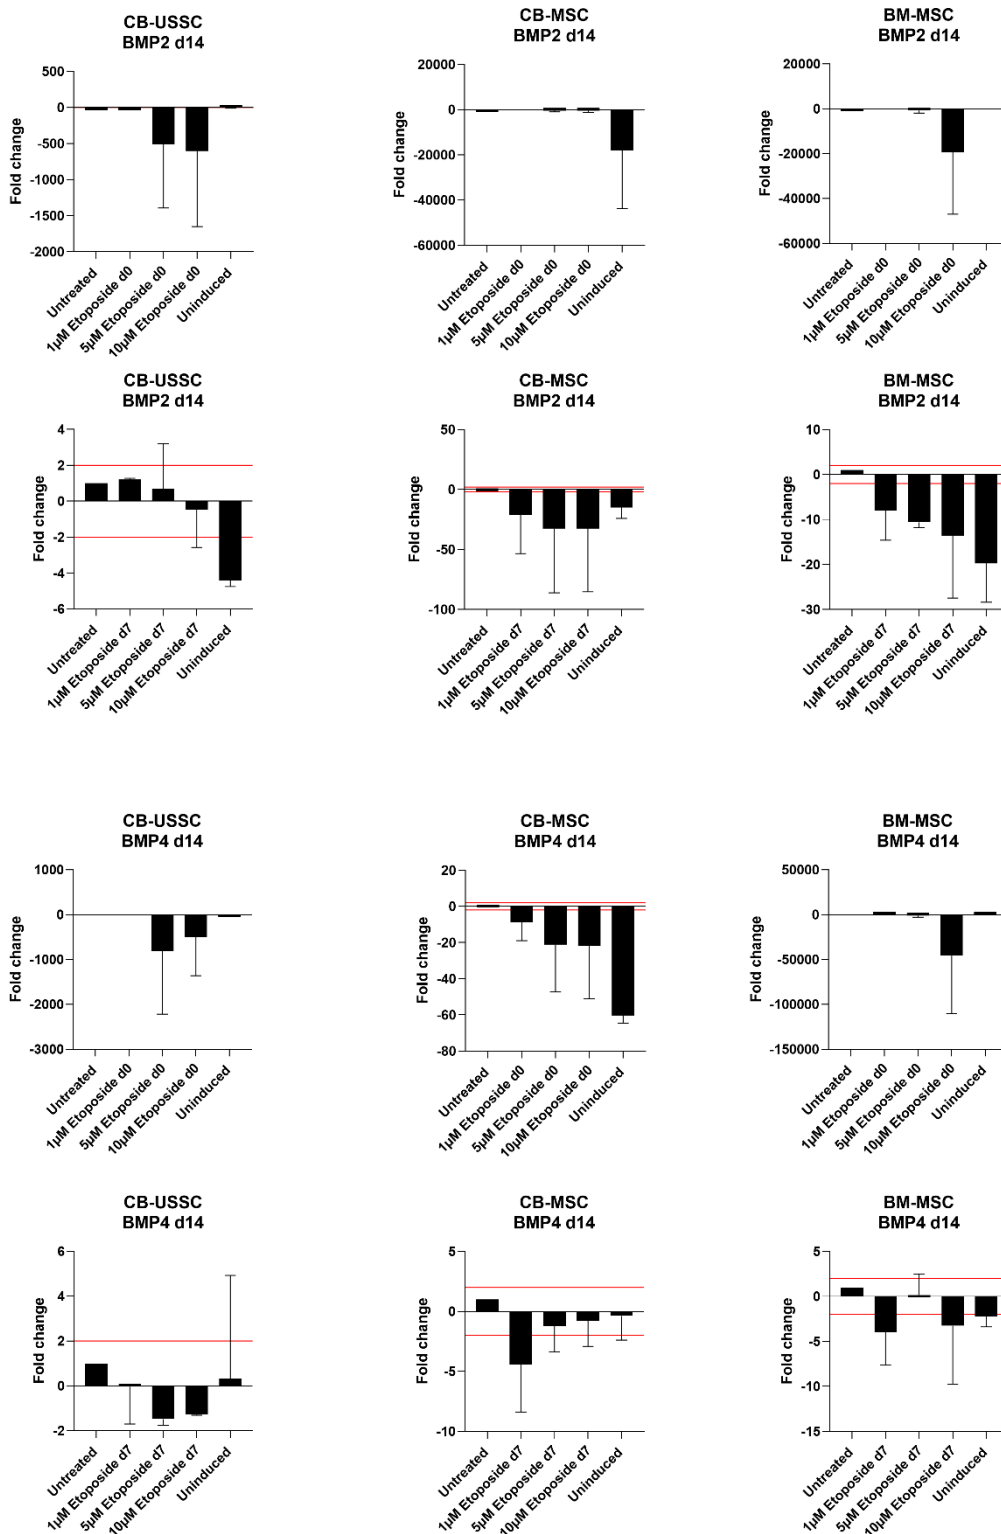 CB-USSC
BMP2 d14
Fold change
500
0
-500
-1000
-1500
-2000
Untreated
1µM Etoposide d0
5µM Etoposide d0
10µM Etoposide d0
Uninduced
CB-MSC
BMP2 d14
Fold change
20000
0
-20000
-40000
-60000
Untreated
1µM Etoposide d0
5µM Etoposide d0
10µM Etoposide d0
Uninduced
BM-MSC
BMP2 d14
Fold change
20000
0
-20000
-40000
-60000
Untreated
1µM Etoposide d0
5µM Etoposide d0
10µM Etoposide d0
Uninduced
CB-USSC
BMP2 d14
Fold change
4
2
0
-2
-4
-6
Untreated
1µM Etoposide d7
5µM Etoposide d7
10µM Etoposide d7
Uninduced
CB-MSC
BMP2 d14
Fold change
50
0
-50
-100
Untreated
1µM Etoposide d7
5µM Etoposide d7
10µM Etoposide d7
Uninduced
BM-MSC
BMP2 d14
Fold change
10
0
-10
-20
-30
Untreated
1µM Etoposide d7
5µM Etoposide d7
10µM Etoposide d7
Uninduced
CB-USSC
BMP4 d14
Fold change
1000
0
-1000
-2000
-3000
Untreated
1µM Etoposide d0
5µM Etoposide d0
10µM Etoposide d0
Uninduced
CB-MSC
BMP4 d14
Fold change
20
0
-20
-40
-60
-80
Untreated
1µM Etoposide d0
5µM Etoposide d0
10µM Etoposide d0
Uninduced
BM-MSC
BMP4 d14
Fold change
50000
0
-50000
-100000
-150000
Untreated
1µM Etoposide d0
5µM Etoposide d0
10µM Etoposide d0
Uninduced
CB-USSC
BMP4 d14
Fold change
6
4
2
0
-2
Untreated
1µM Etoposide d7
5µM Etoposide d7
10µM Etoposide d7
Uninduced
CB-MSC
BMP4 d14
Fold change
5
0
-5
-10
Untreated
1µM Etoposide d7
5µM Etoposide d7
10µM Etoposide d7
Uninduced
BM-MSC
BMP4 d14
Fold change
5
0
-5
-10
-15
Untreated
1µM Etoposide d7
5µM Etoposide d7
10µM Etoposide d7
Uninduced